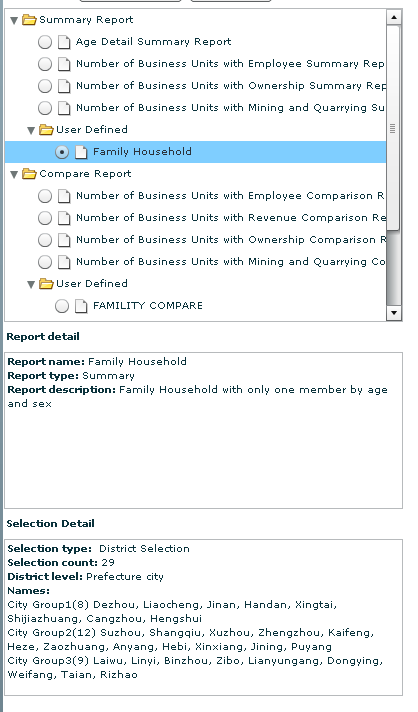 Summary Report
Age Detail Summary Report
Number of Business Units with Employee Summary Rep
Number of Business Units with Ownership Summary Rep
Number of Business Units with Mining and Quarrying Su
User Defined
Family Household
Compare Report
Number of Business Units with Employee Comparison R
Number of Business Units with Revenue Comparison Re
Number of Business Units with Ownership Comparison R
Number of Business Units with Mining and Quarrying Co
User Defined
FAMILITY COMPARE
Report detail
Report name: Family Household
Report type: Summary
Report description: Family Household with only one member by age
and sex
Selection Detail
Selection type: District Selection
Selection count: 29
District level: Prefecture city
Names:
City Group1(8) Dezhou, Liaocheng, Jinan, Handan, Xingtai,
Shijiazhuang, Cangzhou, Hengshui
City Group2(12) Suzhou, Shangqiu, Xuzhou, Zhengzhou, Kaifeng,
Heze, Zaozhuang, Anyang, Hebi, Xinxiang, Jining, Puyang
City Group3(9) Laiwu, Linyi, Binzhou, Zibo, Lianyungang, Dongying,
Weifang, Taian, Rizhao